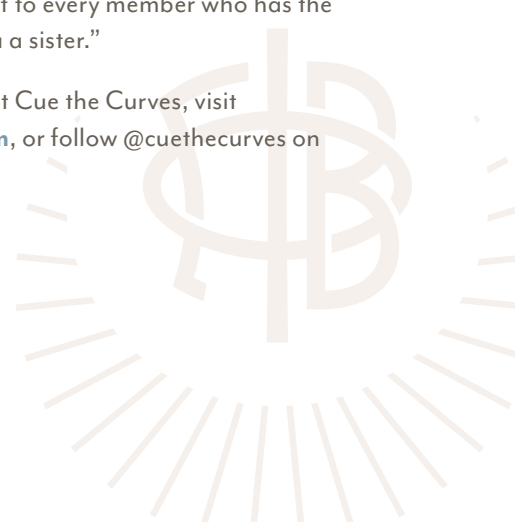 t to every member who has the
a sister.”
t Cue the Curves, visit
n, or follow @cuethecurves on